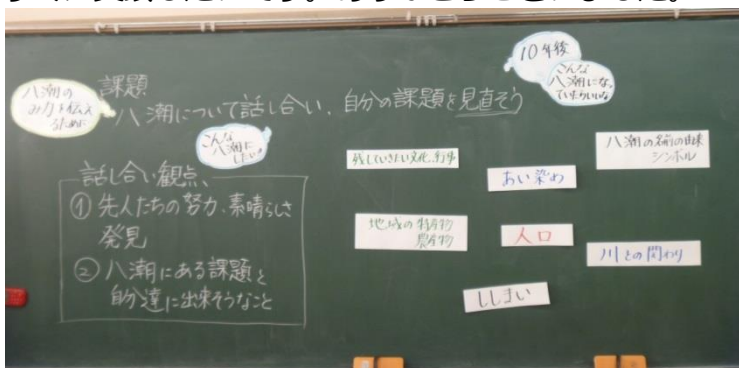 八潮の
み力を伝え
るために
課題
八潮について話し合い、自分の課題を見直そう
10年後
こんな
八潮になっ
ていたらいいな
こんな
八潮に
したい。
話し合い観点
① 先人たちの努力、素晴らしさ
発見
② 八潮にある課題と
自分達に出来そうなこと
残していきたい文化、行事
あい染め
八潮の名前の由来
シンボル
地域の特産物
農産物
人口
川との関わり
ししまい